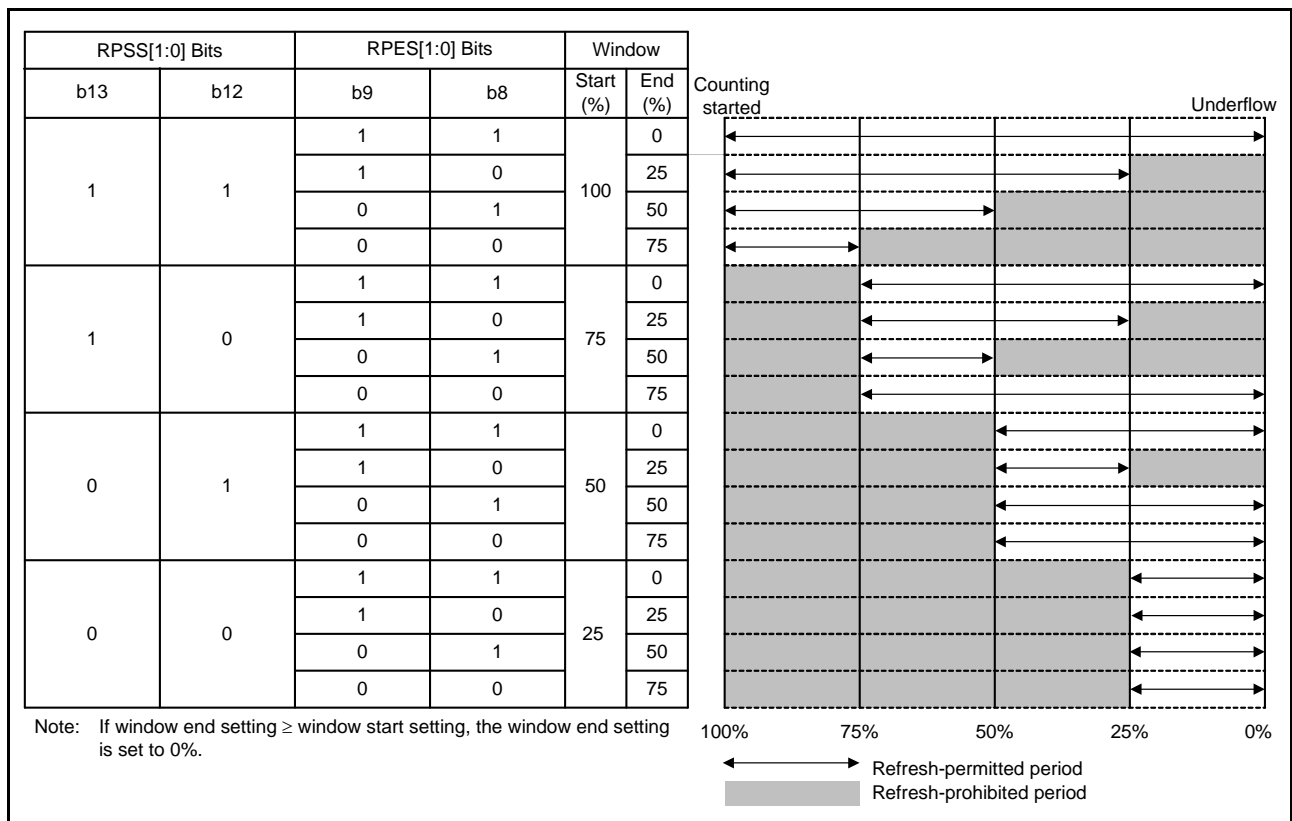 RPSS[1:0] Bits RPES[1:0] Bits Window
b13 b12 b9 b8 Start (%) End (%) Counting started Underflow
1 1 1 1 100 0
1 0 25
0 1 50
0 0 75
1 0 1 1 75 0
1 0 25
0 1 50
0 0 75
0 1 1 1 50 0
1 0 25
0 1 50
0 0 75
0 0 1 1 25 0
1 0 25
0 1 50
0 0 75
Note: If window end setting ≥ window start setting, the window end setting
is set to 0%.
100% 75% 50% 25% 0%
Refresh-permitted period
Refresh-prohibited period